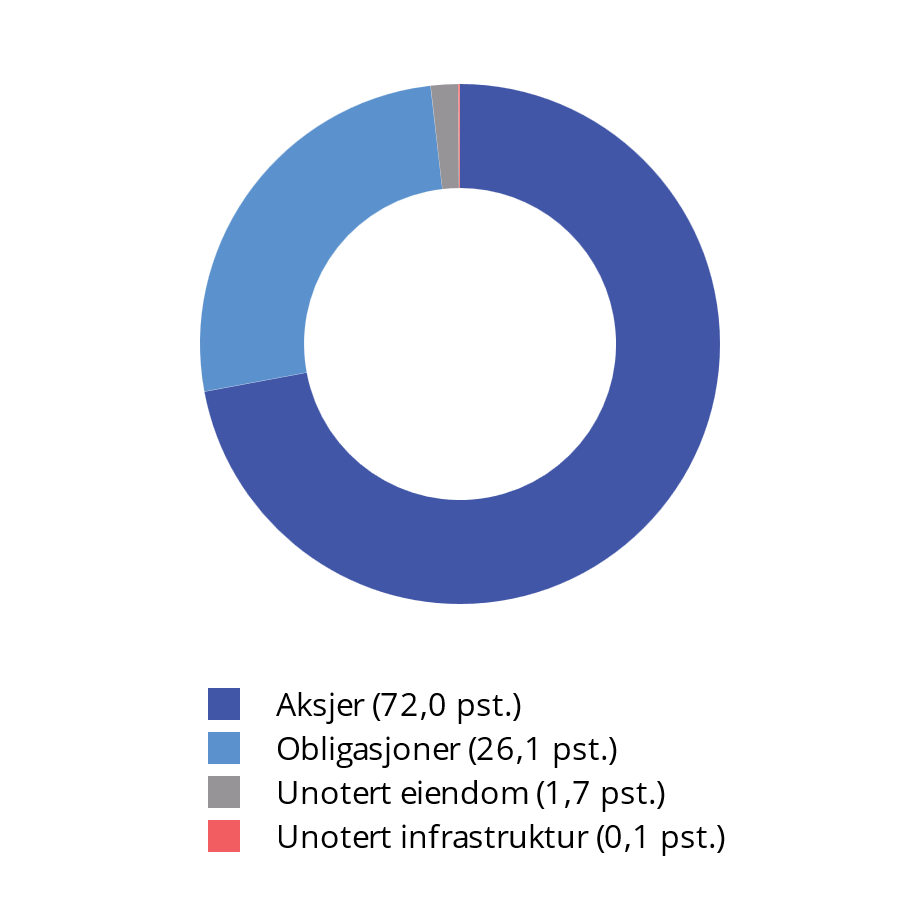 Aksjer (72,0 pst.)
Obligasjoner (26,1 pst.)
Unotert eiendom (1,7 pst.)
Unotert infrastruktur (0,1 pst.)